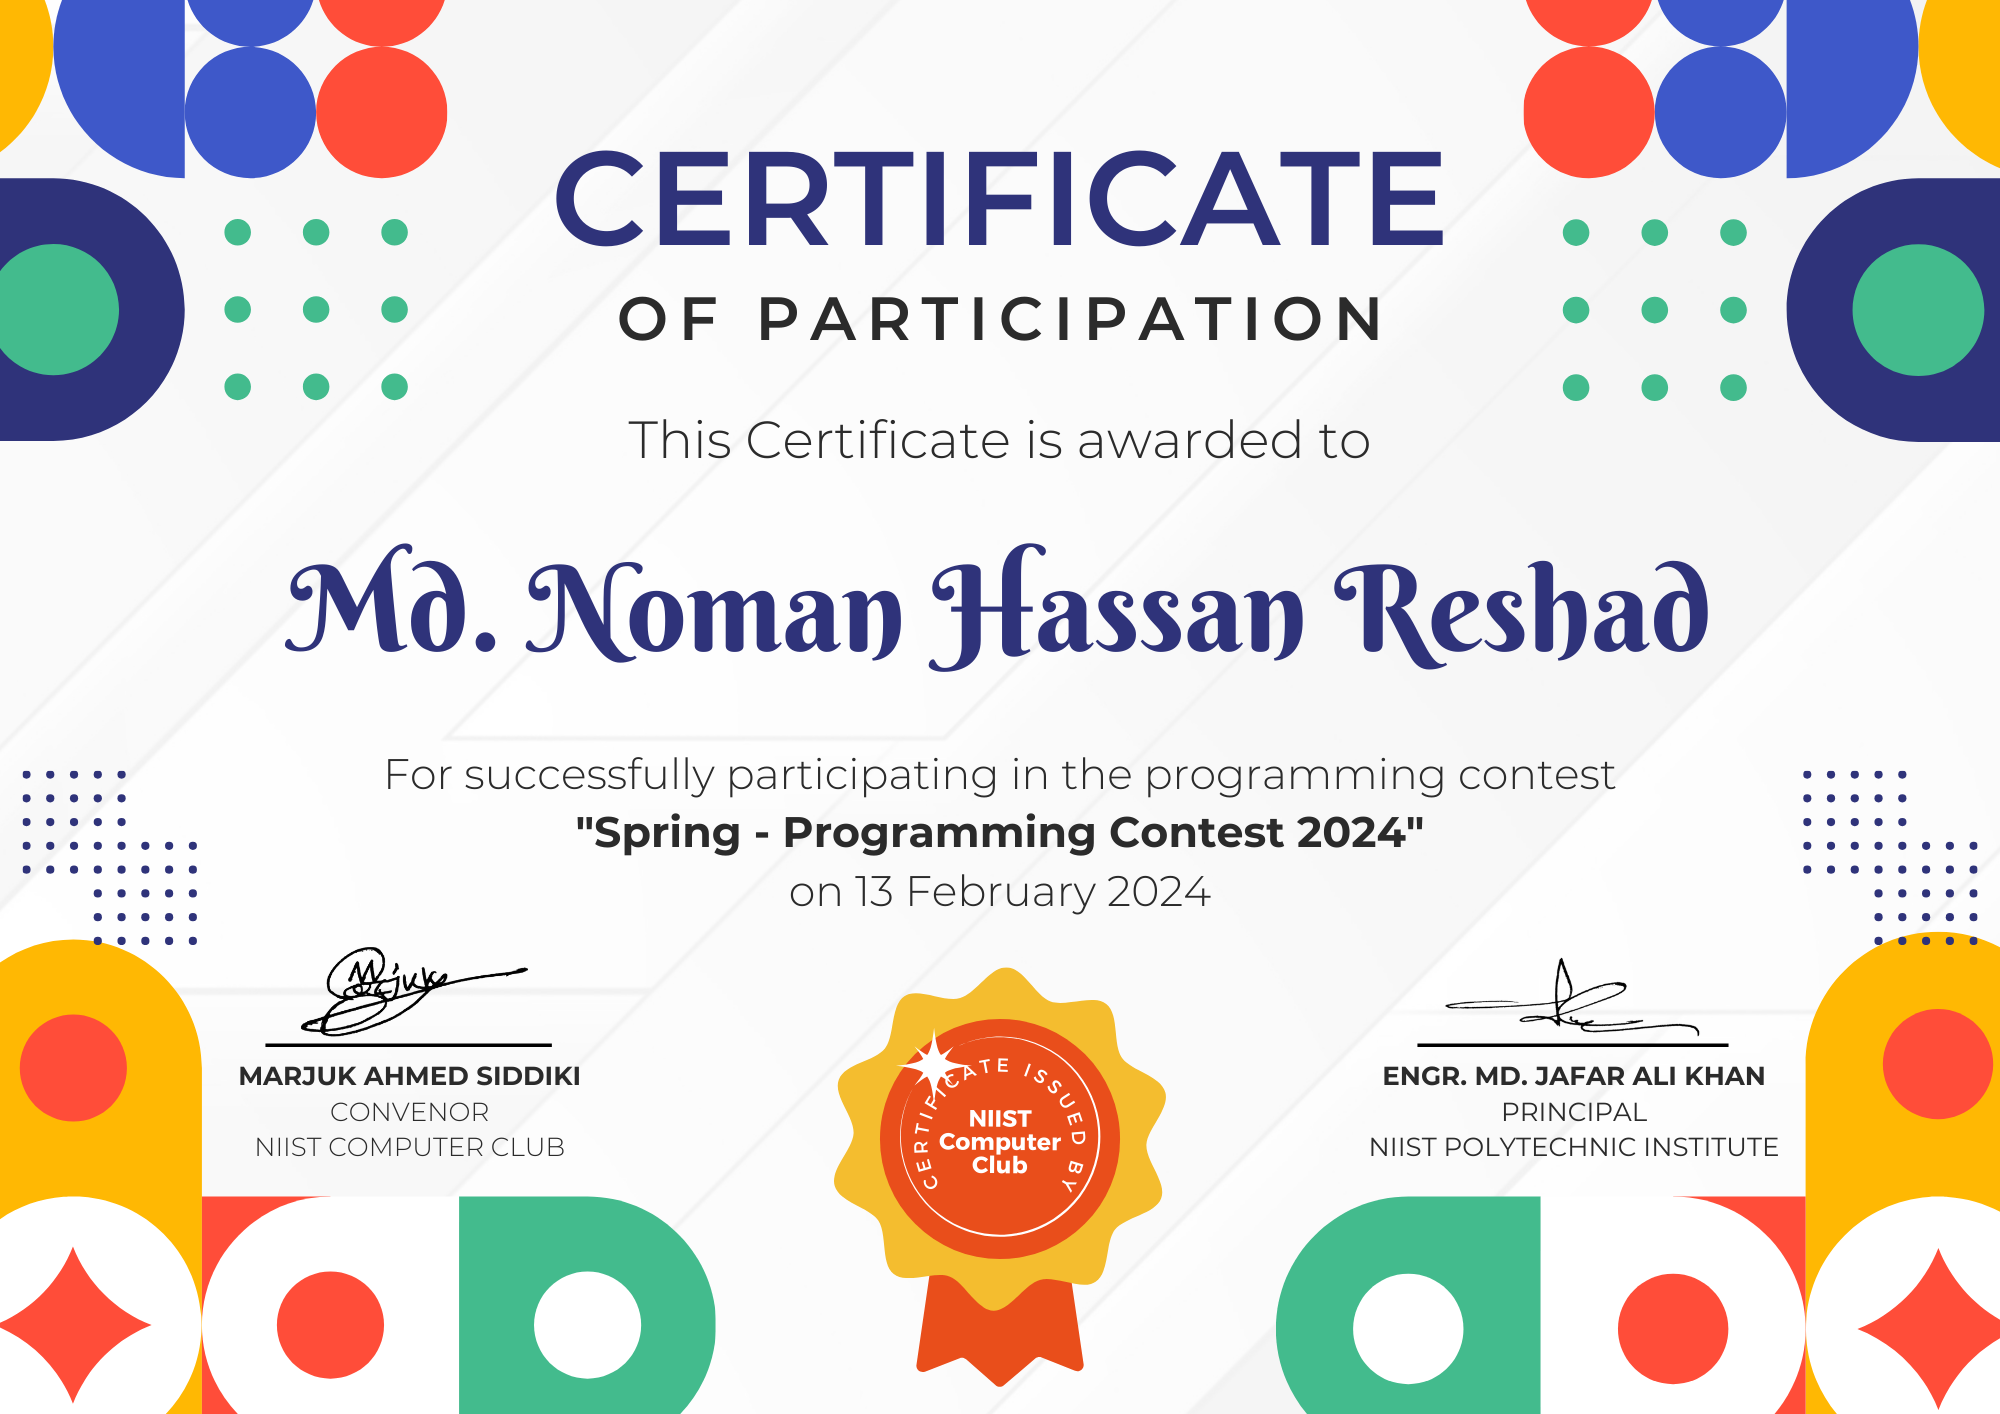 CERTIFICATE
OF PARTICIPATION
This Certificate is awarded to
Md. Noman Hassan Reshad
For successfully participating in the programming contest
"Spring - Programming Contest 2024"
on 13 February 2024
Marjuk
MARJUK AHMED SIDDIKI
CONVENOR
NIIST COMPUTER CLUB
CERTIFICATE ISSUED BY
NIIST
Computer
Club
ENGR. MD. JAFAR ALI KHAN
PRINCIPAL
NIIST POLYTECHNIC INSTITUTE